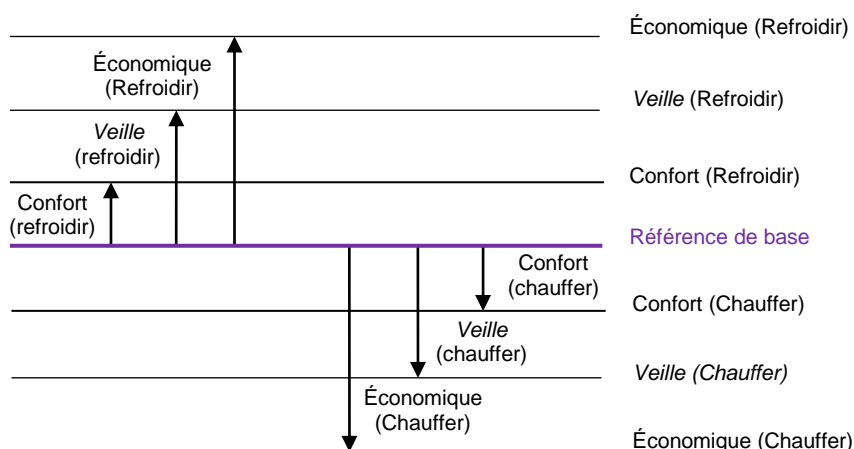 Économique (Refroidir)
Économique
(Refroidir)
Veille (Refroidir)
Veille
(refroidir)
Confort (Refroidir)
Confort
(refroidir)
Référence de base
Confort
(chauffer)
Confort (Chauffer)
Veille
(chauffer)
Veille (Chauffer)
Économique
(Chauffer)
Économique (Chauffer)